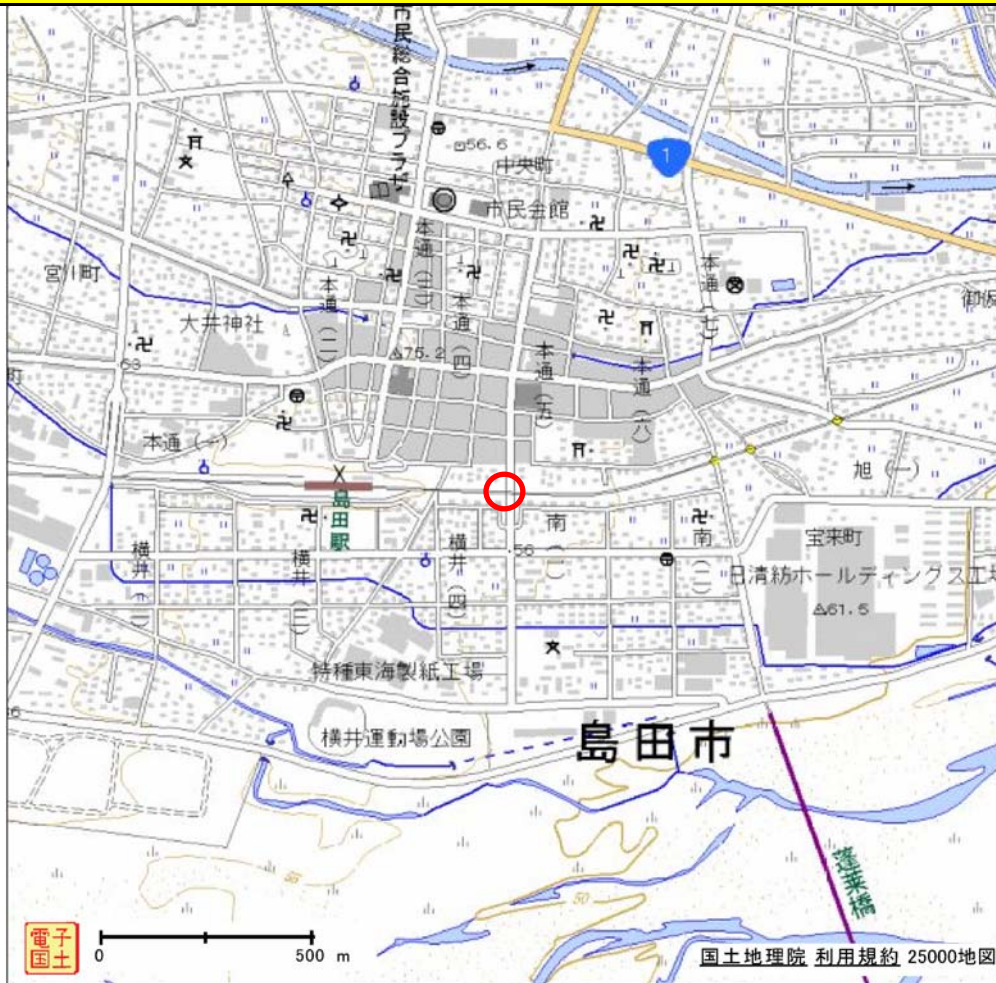 市民総合施設プラザ
56.6
中央町
1
市民会館
本通(三)
本通(七)
宮川町
本通(二)
本通(四)
大井神社
御仮
75.2
本通(五)
本通(六)
63
町
本通(一)
旭(一)
島田駅
南(一)
南(二)
宝来町
横井(二)
横井(三)
横井(四)
56
日清紡ホールディングス工場
61.5
特種東海製紙工場
横井運動場公園
島田市
蓬莱橋
50
電子国土
0 500 m
国土地理院 利用規約 25000地図